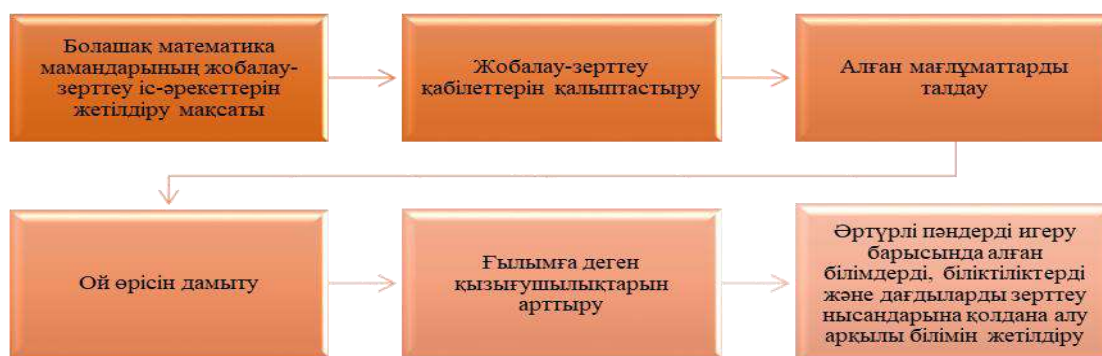 Болашақ математика
мамандарының жобалау-
зерттеу іс-әрекеттерін
жетілдіру мақсаты
Жобалау-зерттеу
қабілеттерін қалыптастыру
Алған мағлұматтарды
талдау
Ой өрісін дамыту
Ғылымға деген
қызығушылықтарын
арттыру
Әртүрлі пәндерді игеру
барысында алған
білімдерді, біліктіліктерді
және дағдыларды зерттеу
нысандарына қолдана алу
арқылы білімін жетілдіру